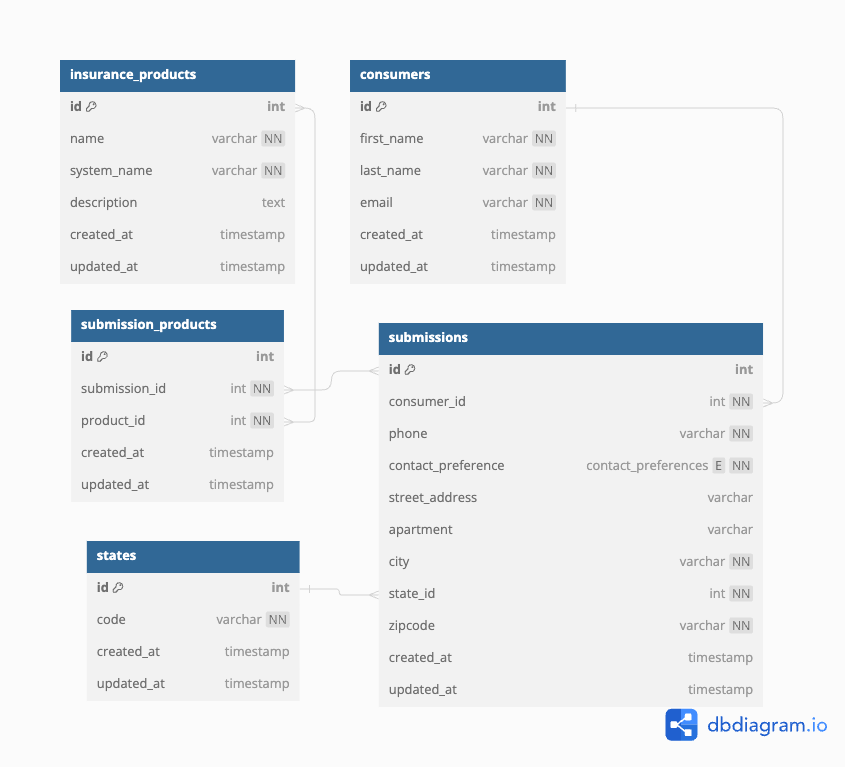 insurance_products
id int
name varchar NN
system_name varchar NN
description text
created_at timestamp
updated_at timestamp
consumers
id int
first_name varchar NN
last_name varchar NN
email varchar NN
created_at timestamp
updated_at timestamp
submission_products
id int
submission_id int NN
product_id int NN
created_at timestamp
updated_at timestamp
submissions
id int
consumer_id int NN
phone varchar NN
contact_preference contact_preferences E NN
street_address varchar
apartment varchar
city varchar NN
state_id int NN
zipcode varchar NN
created_at timestamp
updated_at timestamp
states
id int
code varchar NN
created_at timestamp
updated_at timestamp
dbdiagram.io